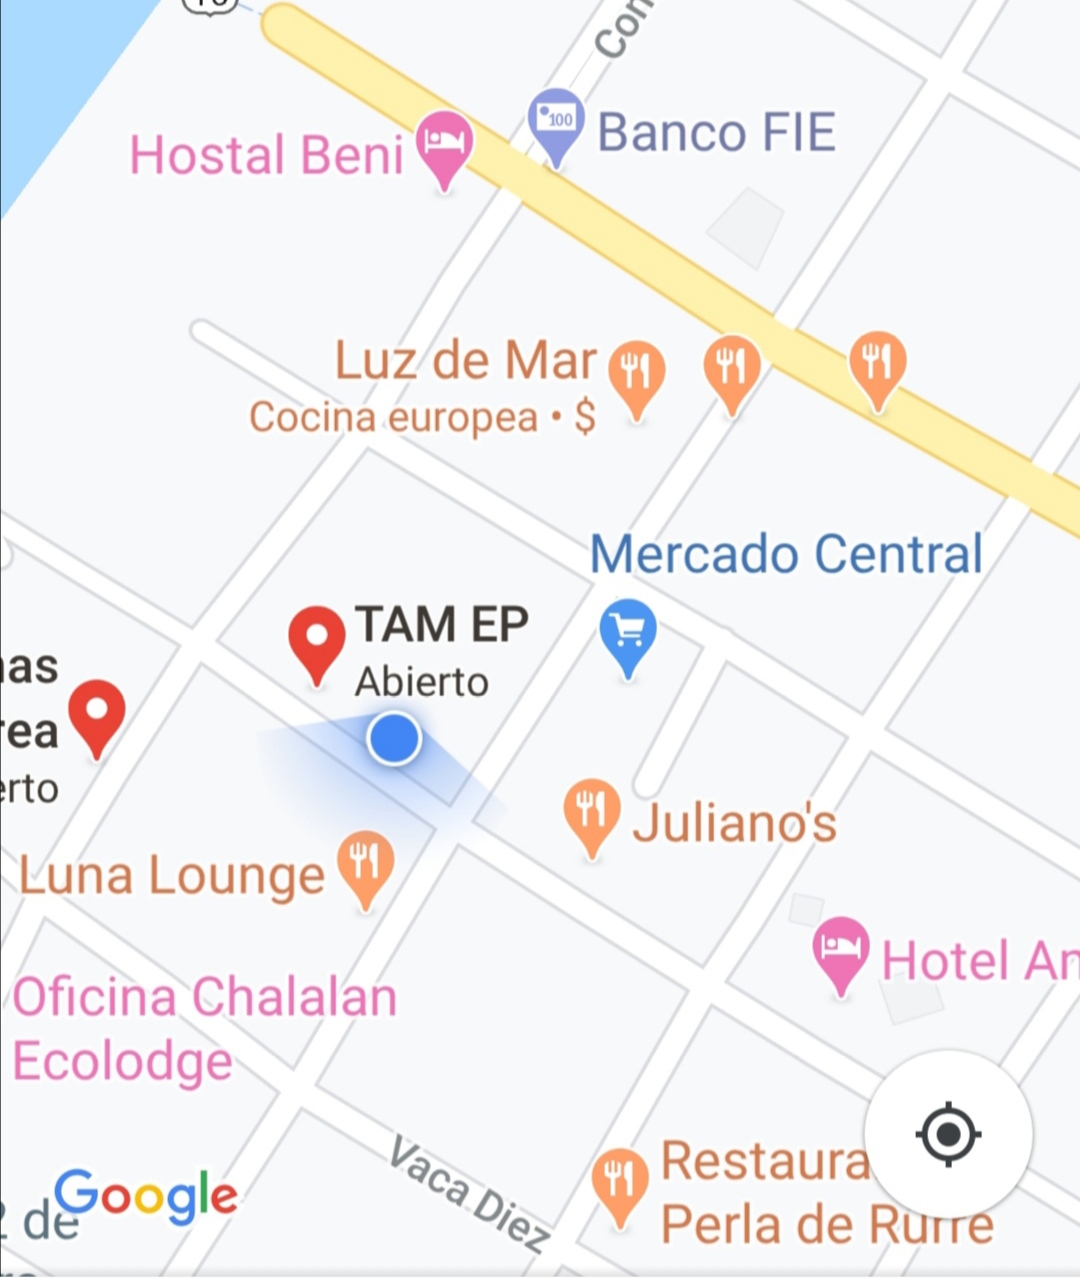 Con
Hostal Beni
100
Banco FIE
Luz de Mar
Cocina europea • $
Mercado Central
TAM EP
Abierto
Juliano's
Luna Lounge
Hotel
Oficina Chalalan
Ecolodge
Vaca Diez
Google
de
Restaura
Perla de Rurre